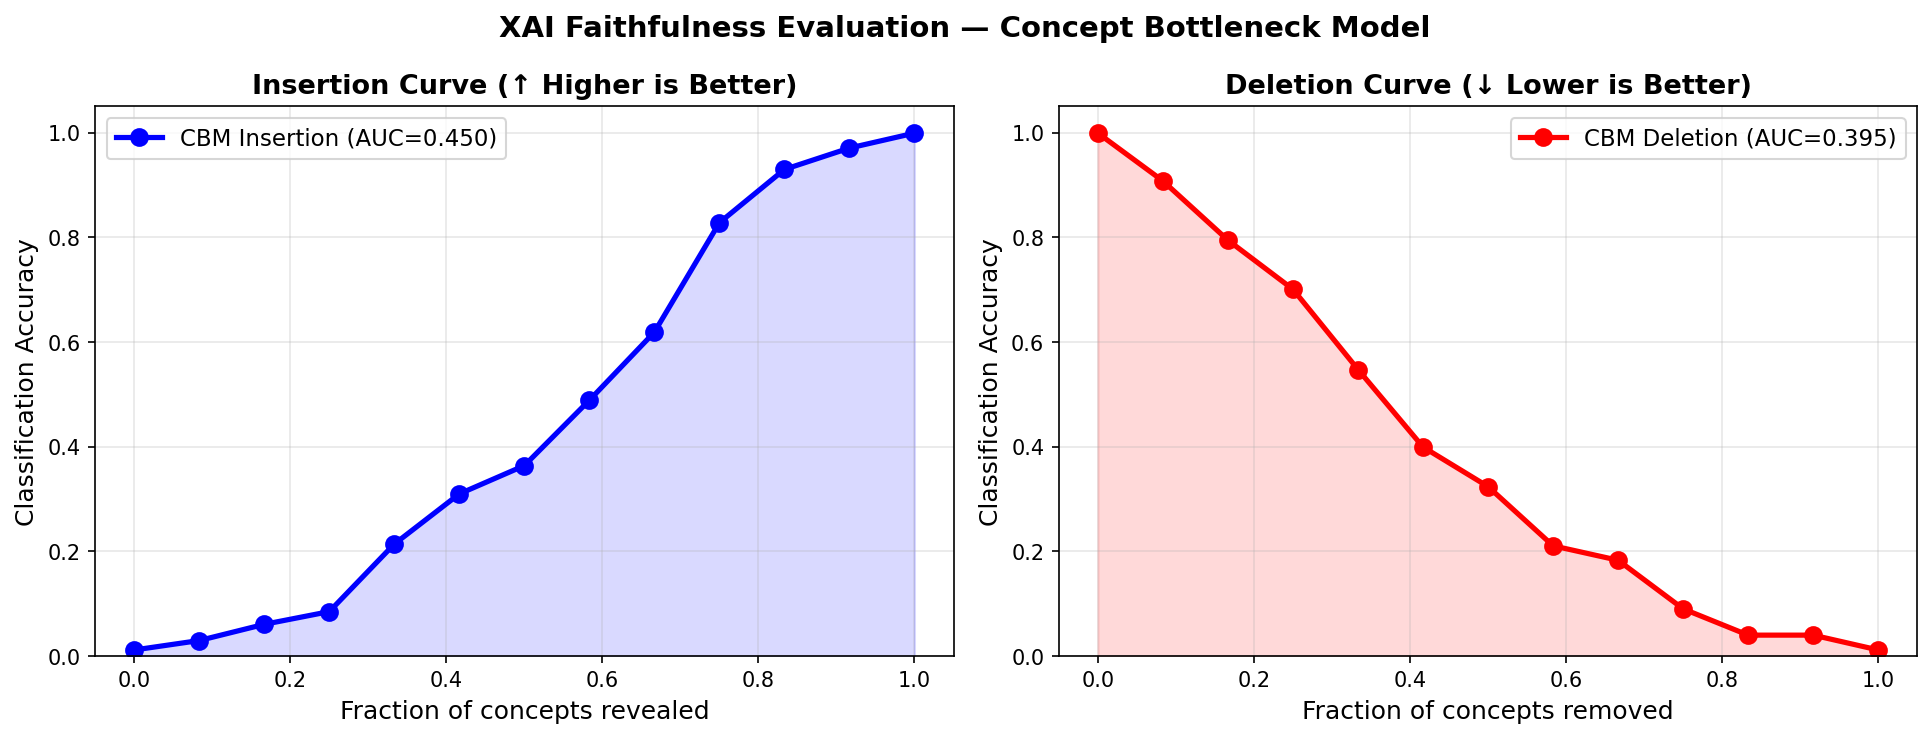 XAI Faithfulness Evaluation — Concept Bottleneck Model
Insertion Curve (↑ Higher is Better)
CBM Insertion (AUC=0.450)
Classification Accuracy
1.0
0.8
0.6
0.4
0.2
0.0
0.0 0.2 0.4 0.6 0.8 1.0
Fraction of concepts revealed
Deletion Curve (↓ Lower is Better)
CBM Deletion (AUC=0.395)
Classification Accuracy
1.0
0.8
0.6
0.4
0.2
0.0
0.0 0.2 0.4 0.6 0.8 1.0
Fraction of concepts removed